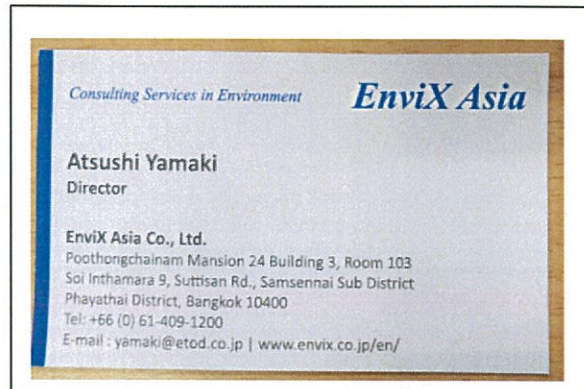 Consulting Services in Environment
EnviX Asia
Atsushi Yamaki
Director
EnviX Asia Co., Ltd.
Poothongchainam Mansion 24 Building 3, Room 103
Soi Inthamara 9, Suttisan Rd., Samsennai Sub District
Phayathai District, Bangkok 10400
Tel: +66 (0) 61-409-1200
E-mail : yamaki@etod.co.jp | www.envix.co.jp/en/